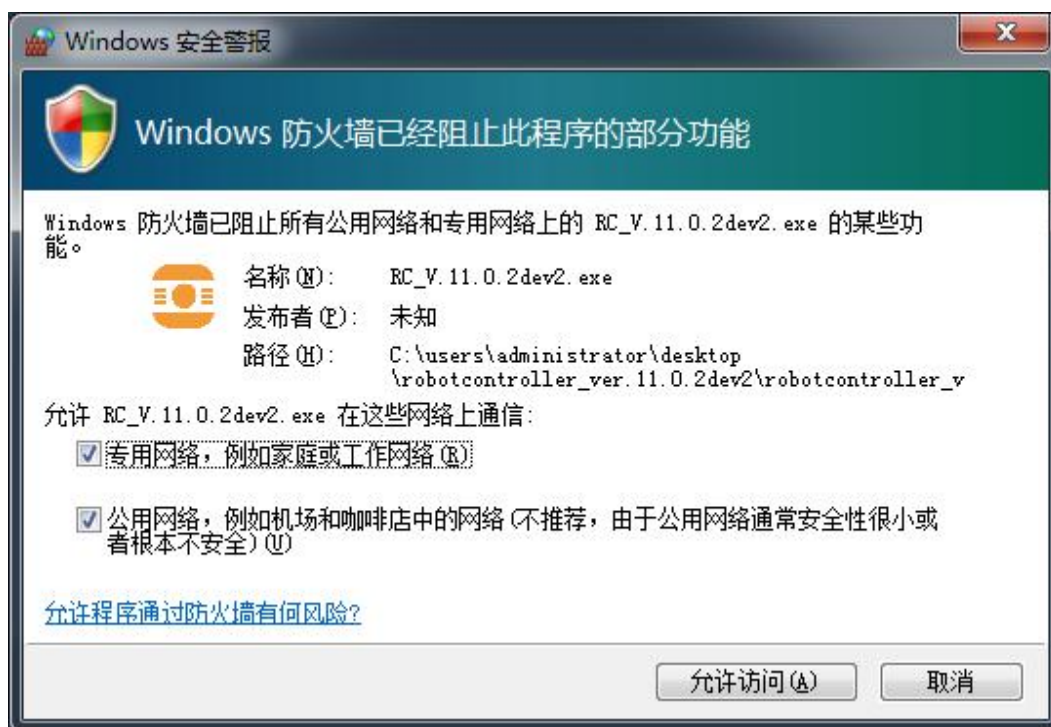 Windows 安全警报
Windows 防火墙已经阻止此程序的部分功能
Windows 防火墙已阻止所有公用网络和专用网络上的 RC_V.11.0.2dev2.exe 的某些功
能。
名称(N): RC_V.11.0.2dev2.exe
发布者(P): 未知
路径(H): C:\users\administrator\desktop
\robotcontroller_ver.11.0.2dev2\robotcontroller_v
允许 RC_V.11.0.2dev2.exe 在这些网络上通信:
专用网络，例如家庭或工作网络(R)
公用网络，例如机场和咖啡店中的网络(不推荐，由于公用网络通常安全性很小或
者根本不安全)(U)
允许程序通过防火墙有何风险?
允许访问(A) 取消